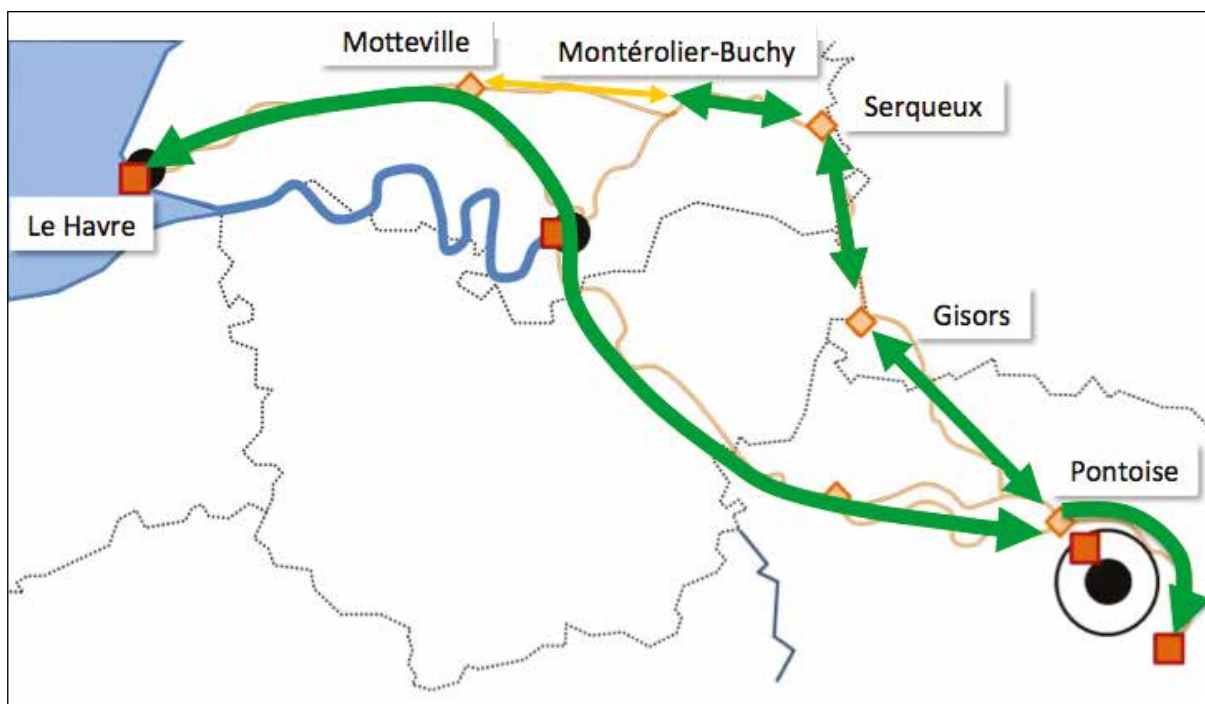 Motteville
Montérolier-Buchy
Serqueux
Le Havre
Gisors
Pontoise